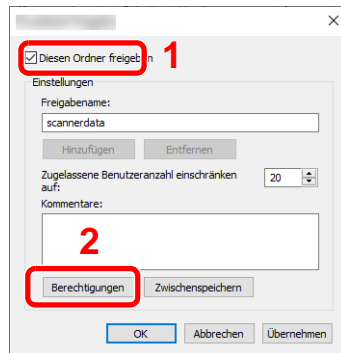 Diesen Ordner freigeben
1
Einstellungen
Freigabename:
scannerdata
Hinzufügen Entfernen
Zugelassene Benutzeranzahl einschränken auf:
20
Kommentare:
2
Berechtigungen Zwischenspeichern
OK Abbrechen Übernehmen